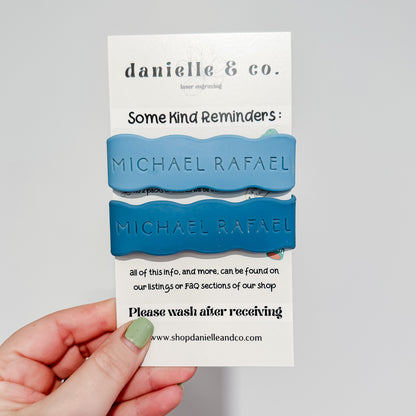 danielle & co.
laser engraving
Some Kind Reminders:
MICHAEL RAFAEL
MICHAEL RAFAEL
all of this info, and more, can be found on
our listings or FAQ sections of our shop
Please wash after receiving
www.shopdanielleandco.com